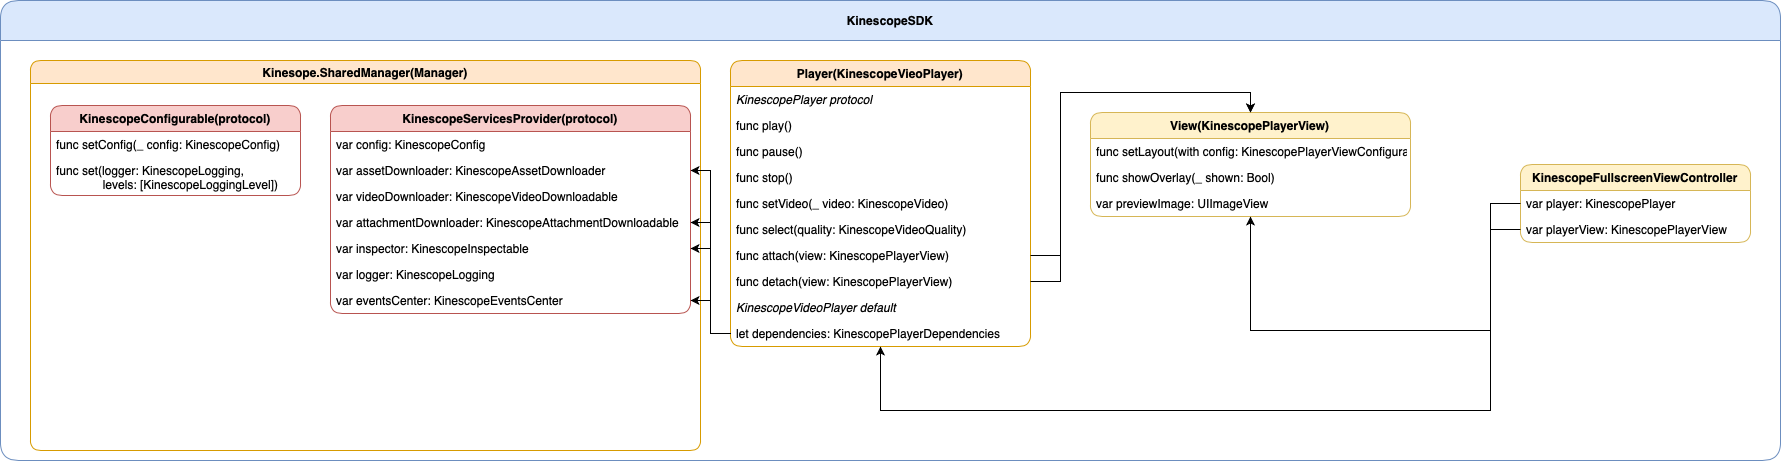 KinescopeSDK
Kinesope.SharedManager(Manager)
KinescopeConfigurable(protocol)
func setConfig(_ config: KinescopeConfig)
func set(logger: KinescopeLogging,
levels: [KinescopeLoggingLevel])
KinescopeServicesProvider(protocol)
var config: KinescopeConfig
var assetDownloader: KinescopeAssetDownloader
var videoDownloader: KinescopeVideoDownloadable
var attachmentDownloader: KinescopeAttachmentDownloadable
var inspector: KinescopeInspectable
var logger: KinescopeLogging
var eventsCenter: KinescopeEventsCenter
Player(KinescopeVieoPlayer)
KinescopePlayer protocol
func play()
func pause()
func stop()
func setVideo(_ video: KinescopeVideo)
func select(quality: KinescopeVideoQuality)
func attach(view: KinescopePlayerView)
func detach(view: KinescopePlayerView)
KinescopeVideoPlayer default
let dependencies: KinescopePlayerDependencies
View(KinescopePlayerView)
func setLayout(with config: KinescopePlayerViewConfigura
func showOverlay(_ shown: Bool)
var previewImage: UIImageView
KinescopeFullscreenViewController
var player: KinescopePlayer
var playerView: KinescopePlayerView